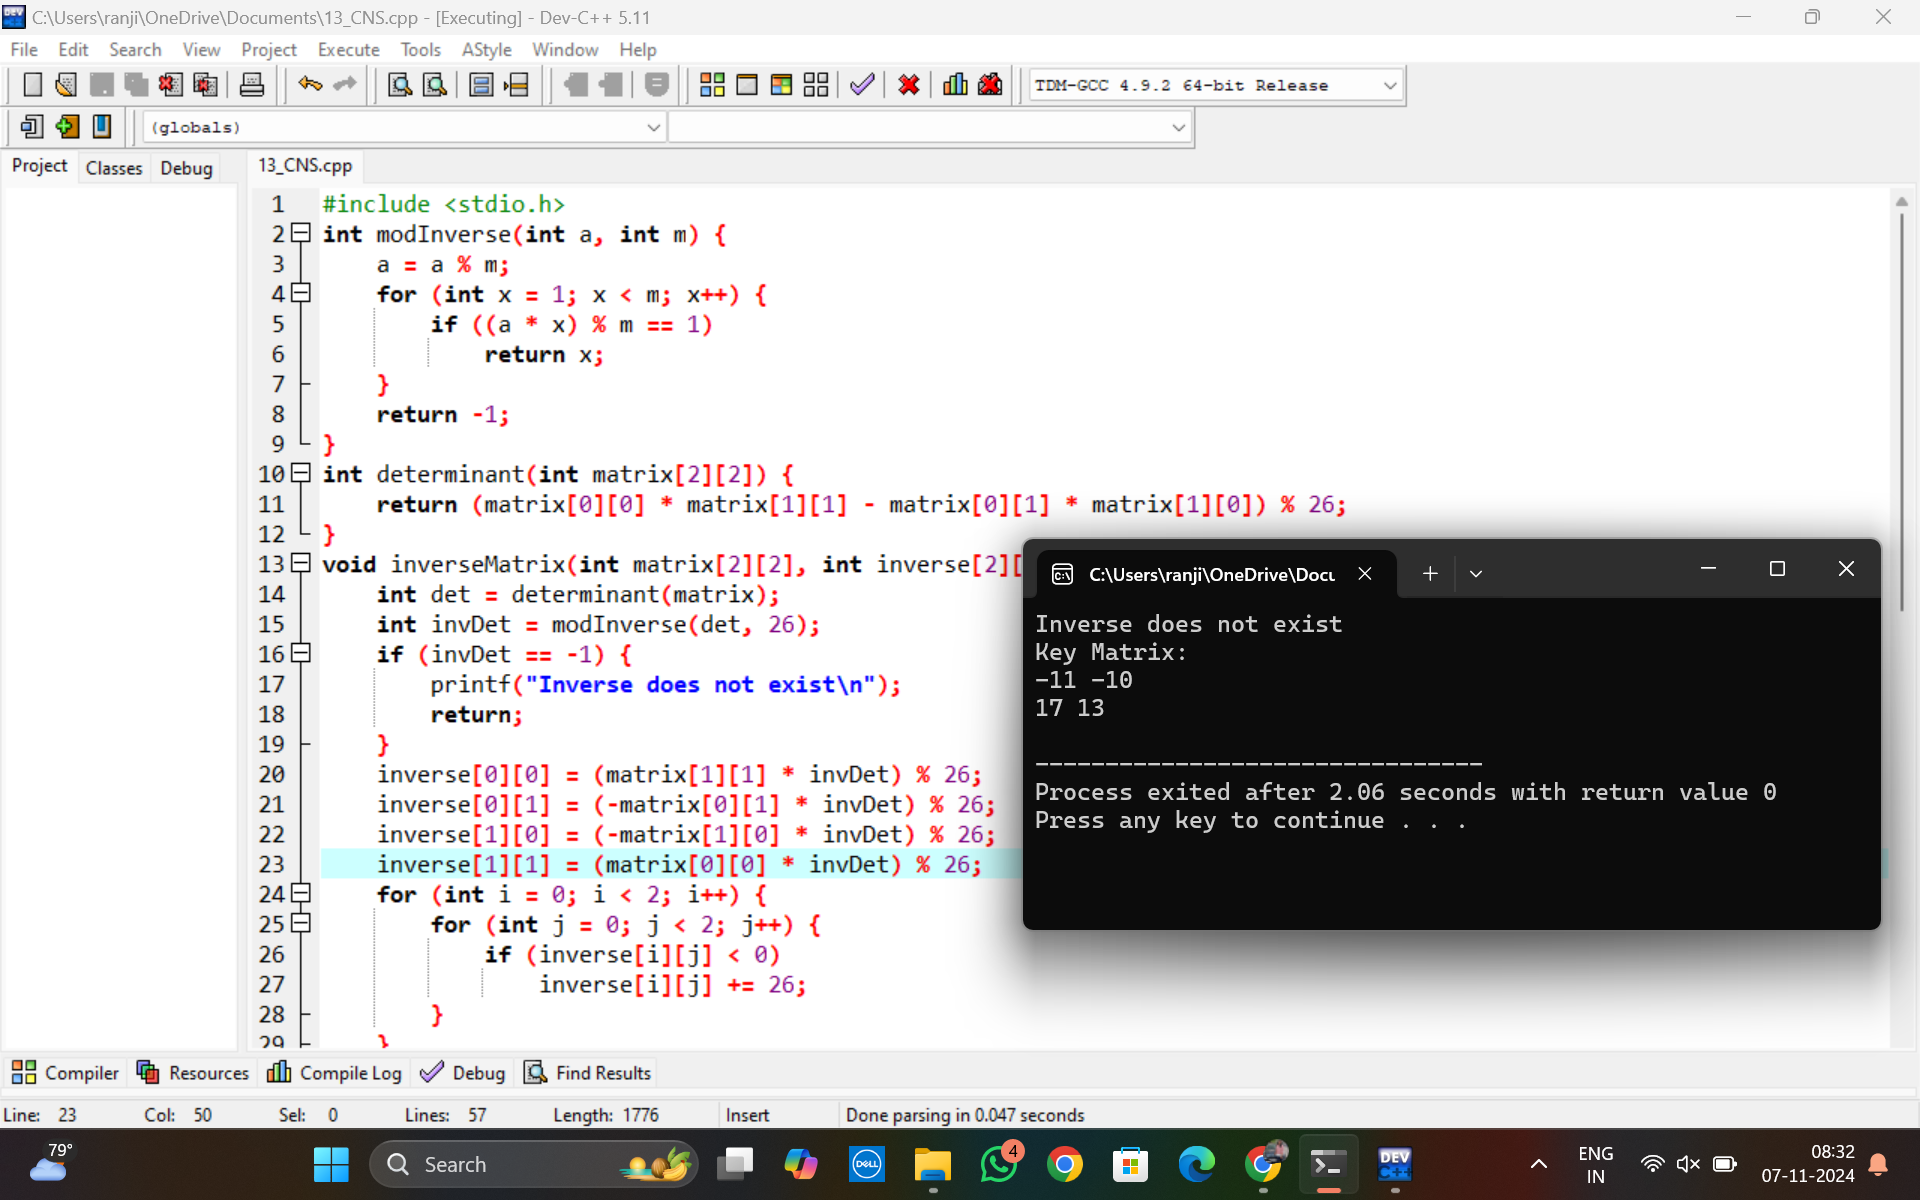 C:\Users\ranji\OneDrive\Documents\13_CNS.cpp - [Executing] - Dev-C++ 5.11
File Edit Search View Project Execute Tools AStyle Window Help
TDM-GCC 4.9.2 64-bit Release
(globals)
Project Classes Debug
13_CNS.cpp
1 #include <stdio.h>
2 int modInverse(int a, int m) {
3 a = a % m;
4 for (int x = 1; x < m; x++) {
5 if ((a * x) % m == 1)
6 return x;
7 }
8 return -1;
9 }
10 int determinant(int matrix[2][2]) {
11 return (matrix[0][0] * matrix[1][1] - matrix[0][1] * matrix[1][0]) % 26;
12 }
13 void inverseMatrix(int matrix[2][2], int inverse[2][
14 int det = determinant(matrix);
15 int invDet = modInverse(det, 26);
16 if (invDet == -1) {
17 printf("Inverse does not exist\n");
18 return;
19 }
20 inverse[0][0] = (matrix[1][1] * invDet) % 26;
21 inverse[0][1] = (-matrix[0][1] * invDet) % 26;
22 inverse[1][0] = (-matrix[1][0] * invDet) % 26;
23 inverse[1][1] = (matrix[0][0] * invDet) % 26;
24 for (int i = 0; i < 2; i++) {
25 for (int j = 0; j < 2; j++) {
26 if (inverse[i][j] < 0)
27 inverse[i][j] += 26;
28 }
29 }
C:\Users\ranji\OneDrive\Docu
Inverse does not exist
Key Matrix:
-11 -10
17 13
--------------------------------
Process exited after 2.06 seconds with return value 0
Press any key to continue . . .
Compiler Resources Compile Log Debug Find Results
Line: 23 Col: 50 Sel: 0 Lines: 57 Length: 1776 Insert Done parsing in 0.047 seconds
79°
Search
DELL
4
DEV
C++
ENG
IN
08:32
07-11-2024